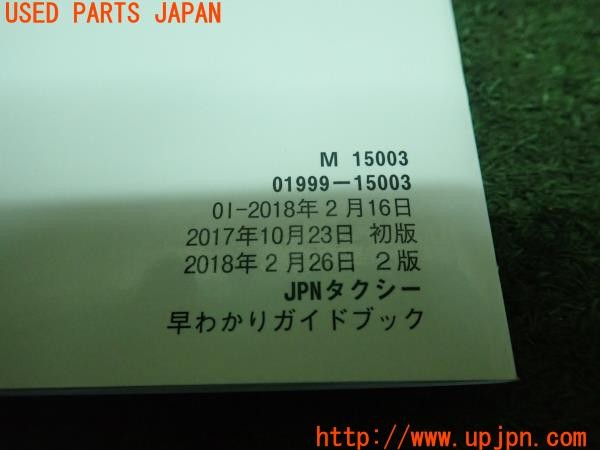 USED PARTS JAPAN
M 15003
01999-15003
01-2018年2月16日
2017年10月23日 初版
2018年2月26日 2版
JPNタクシー
早わかりガイドブック
http://www.upjpn.com/